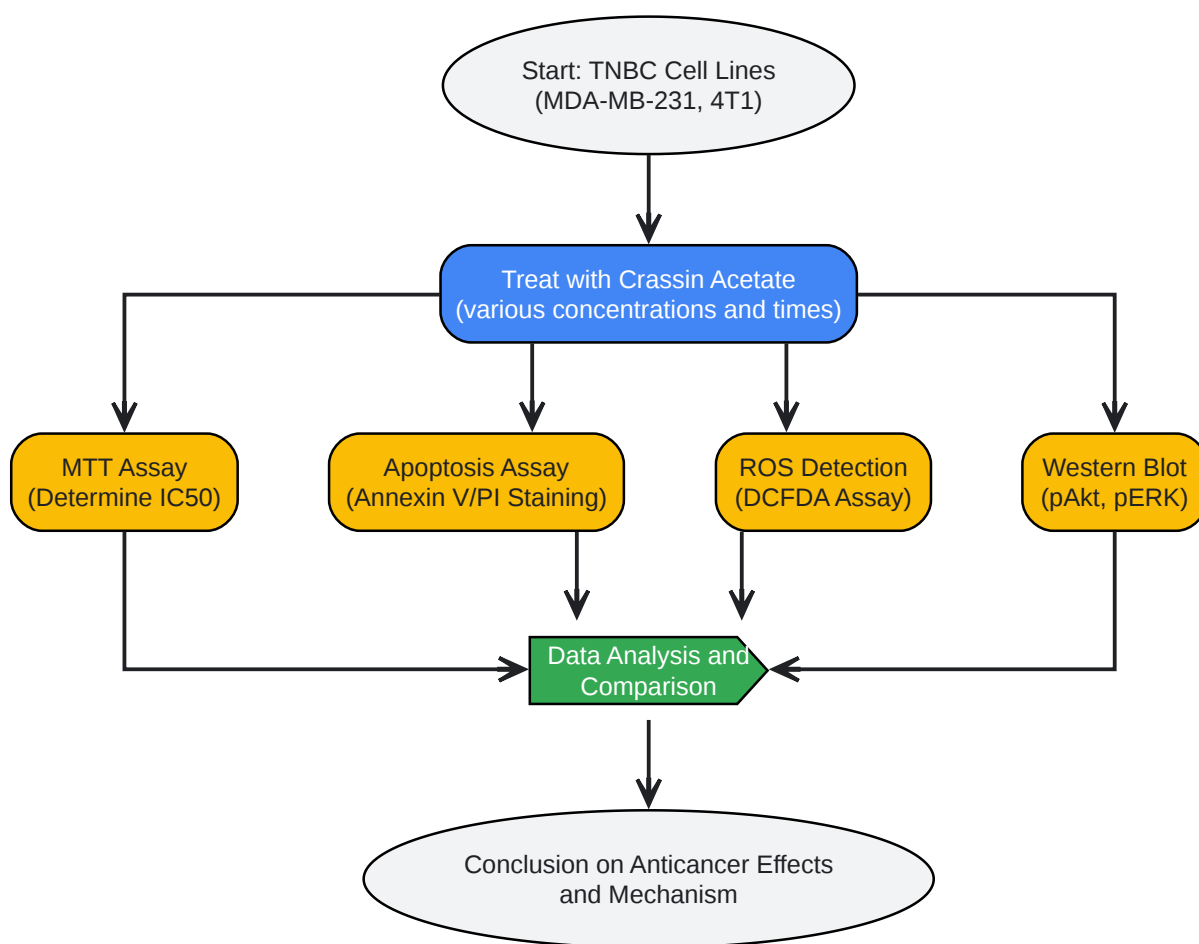 Start: TNBC Cell Lines
(MDA-MB-231, 4T1)
Treat with Crassin Acetate
(various concentrations and times)
MTT Assay
(Determine IC50)
Apoptosis Assay
(Annexin V/PI Staining)
ROS Detection
(DCFDA Assay)
Western Blot
(pAkt, pERK)
Data Analysis and
Comparison
Conclusion on Anticancer Effects
and Mechanism